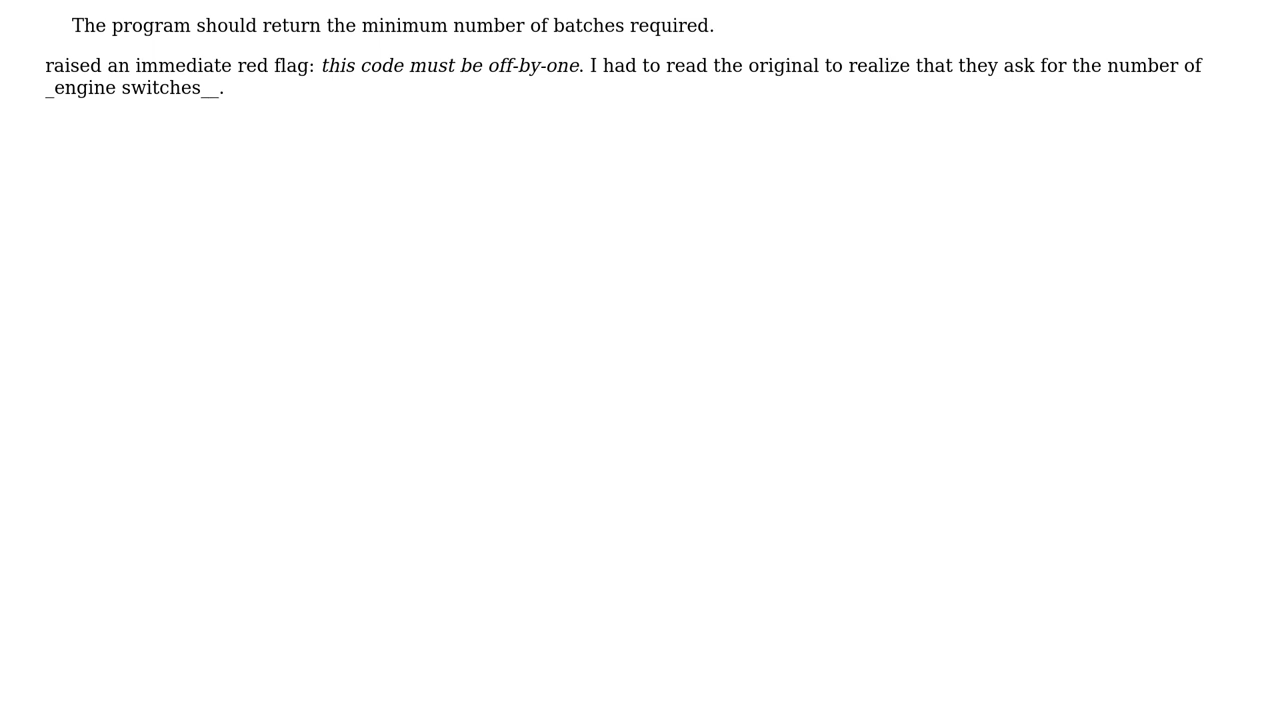 The program should return the minimum number of batches required.
raised an immediate red flag: this code must be off-by-one. I had to read the original to realize that they ask for the number of
_engine switches__.